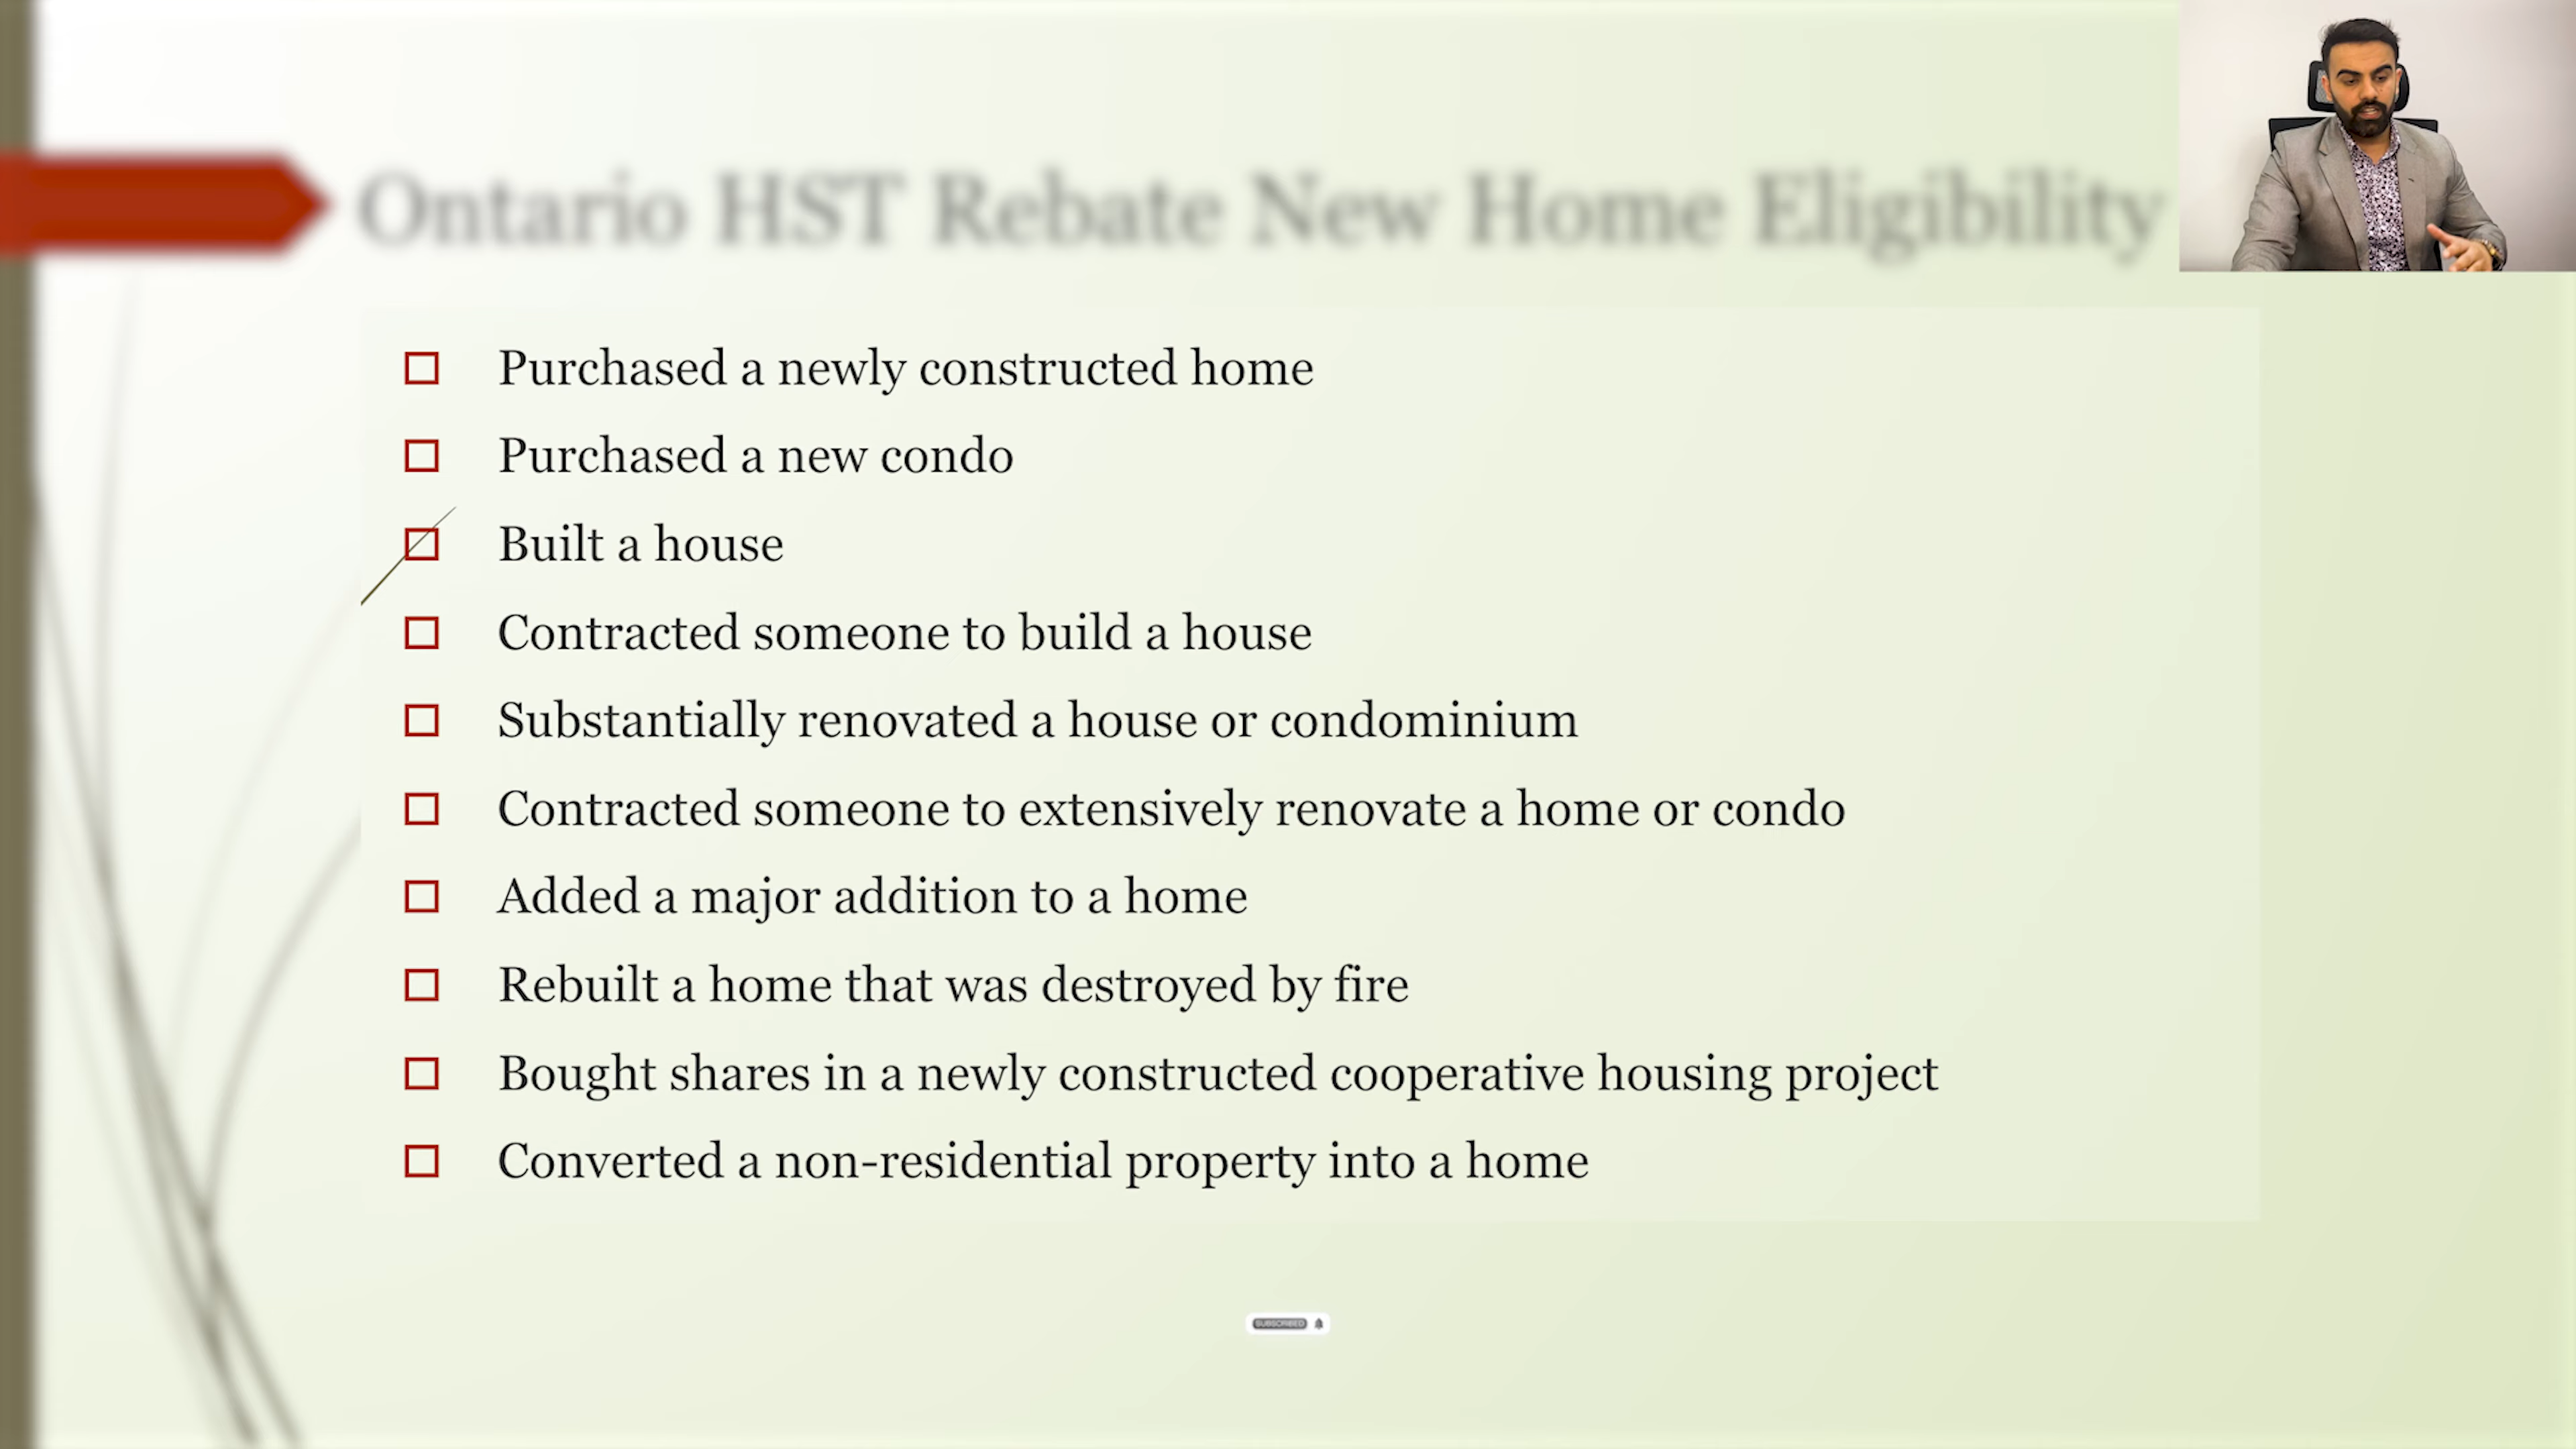 Ontario HST Rebate New Home Eligibility
Purchased a newly constructed home
Purchased a new condo
Built a house
Contracted someone to build a house
Substantially renovated a house or condominium
Contracted someone to extensively renovate a home or condo
Added a major addition to a home
Rebuilt a home that was destroyed by fire
Bought shares in a newly constructed cooperative housing project
Converted a non-residential property into a home
SUBSCRIBED